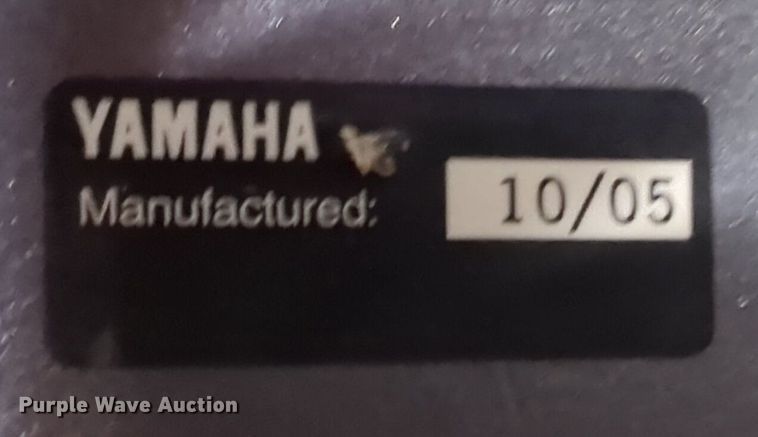 YAMAHA
Manufactured: 10/05
Purple Wave Auction